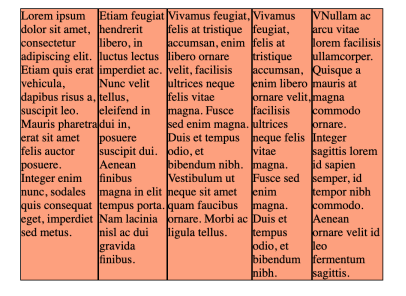 Lorem ipsum
dolor sit amet,
consectetur
adipiscing elit.
Etiam quis erat
vehicula,
dapibus risus a,
suscipit leo.
Mauris pharetra
erat sit amet
felis auctor
posuere.
Integer enim
nunc, sodales
quis consequat
eget, imperdiet
sed metus.
Etiam feugiat
hendrerit
libero, in
luctus lectus
imperdiet ac.
Nunc velit
tellus,
eleifend in
dui in,
posuere
suscipit dui.
Aenean
finibus
magna in elit
tempus porta.
Nam lacinia
nisl ac dui
gravida
finibus.
Vivamus feugiat,
felis at tristique
accumsan, enim
libero ornare
velit, facilisis
ultrices neque
felis vitae
magna. Fusce
sed enim magna.
Duis et tempus
odio, et
bibendum nibh.
Vestibulum ut
neque sit amet
quam faucibus
ornare. Morbi ac
ligula tellus.
Vivamus
feugiat,
felis at
tristique
accumsan,
enim libero
ornare velit,
facilisis
ultrices
neque felis
vitae
magna.
Fusce sed
enim
magna.
Duis et
tempus
odio, et
bibendum
nibh.
VNullam ac
arcu vitae
lorem facilisis
ullamcorper.
Quisque a
mauris at
magna
commodo
ornare.
Integer
sagittis lorem
id sapien
semper, id
tempor nibh
commodo.
Aenean
ornare velit id
leo
fermentum
sagittis.